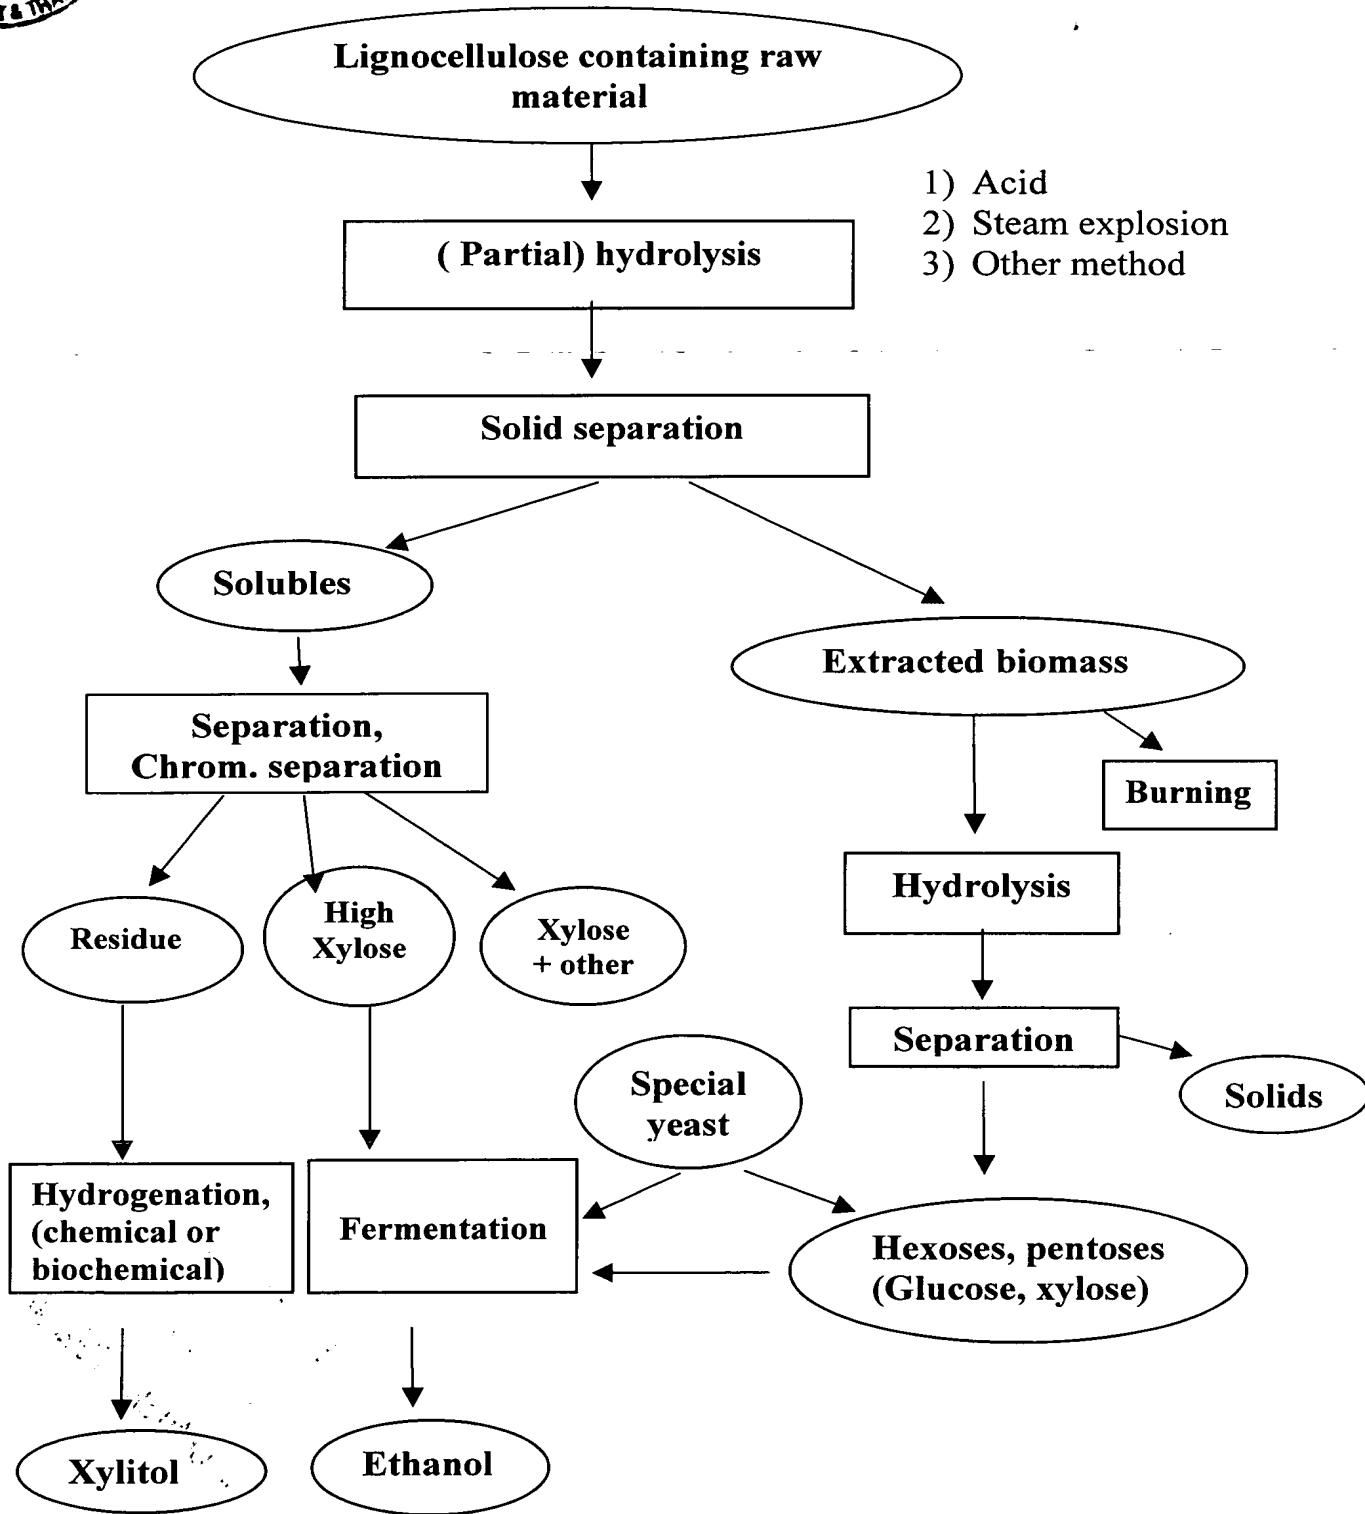 Lignocellulose containing raw
material
1) Acid
2) Steam explosion
3) Other method
( Partial) hydrolysis
Solid separation
Solubles
Extracted biomass
Separation,
Chrom. separation
Burning
Hydrolysis
Residue
High
Xylose
Xylose
+ other
Separation
Special
yeast
Solids
Hydrogenation,
(chemical or
biochemical)
Fermentation
Hexoses, pentoses
(Glucose, xylose)
Xylitol
Ethanol